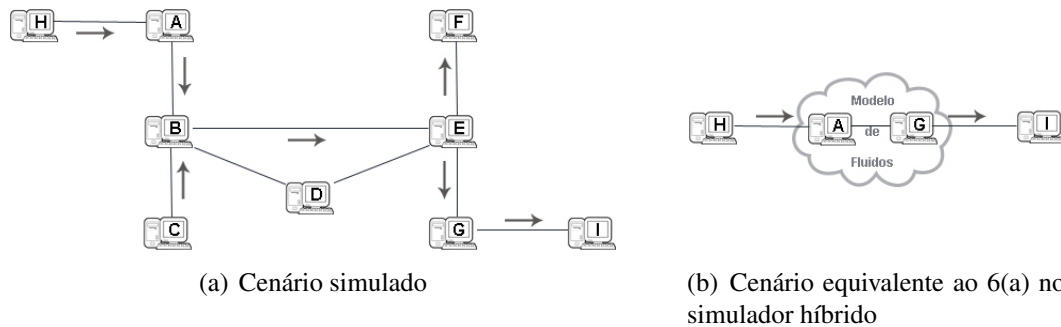 H
A
F
B
E
D
C
G
I
(a) Cenário simulado
Modelo
H
A
de
G
I
Fluidos
(b) Cenário equivalente ao 6(a) no
simulador híbrido